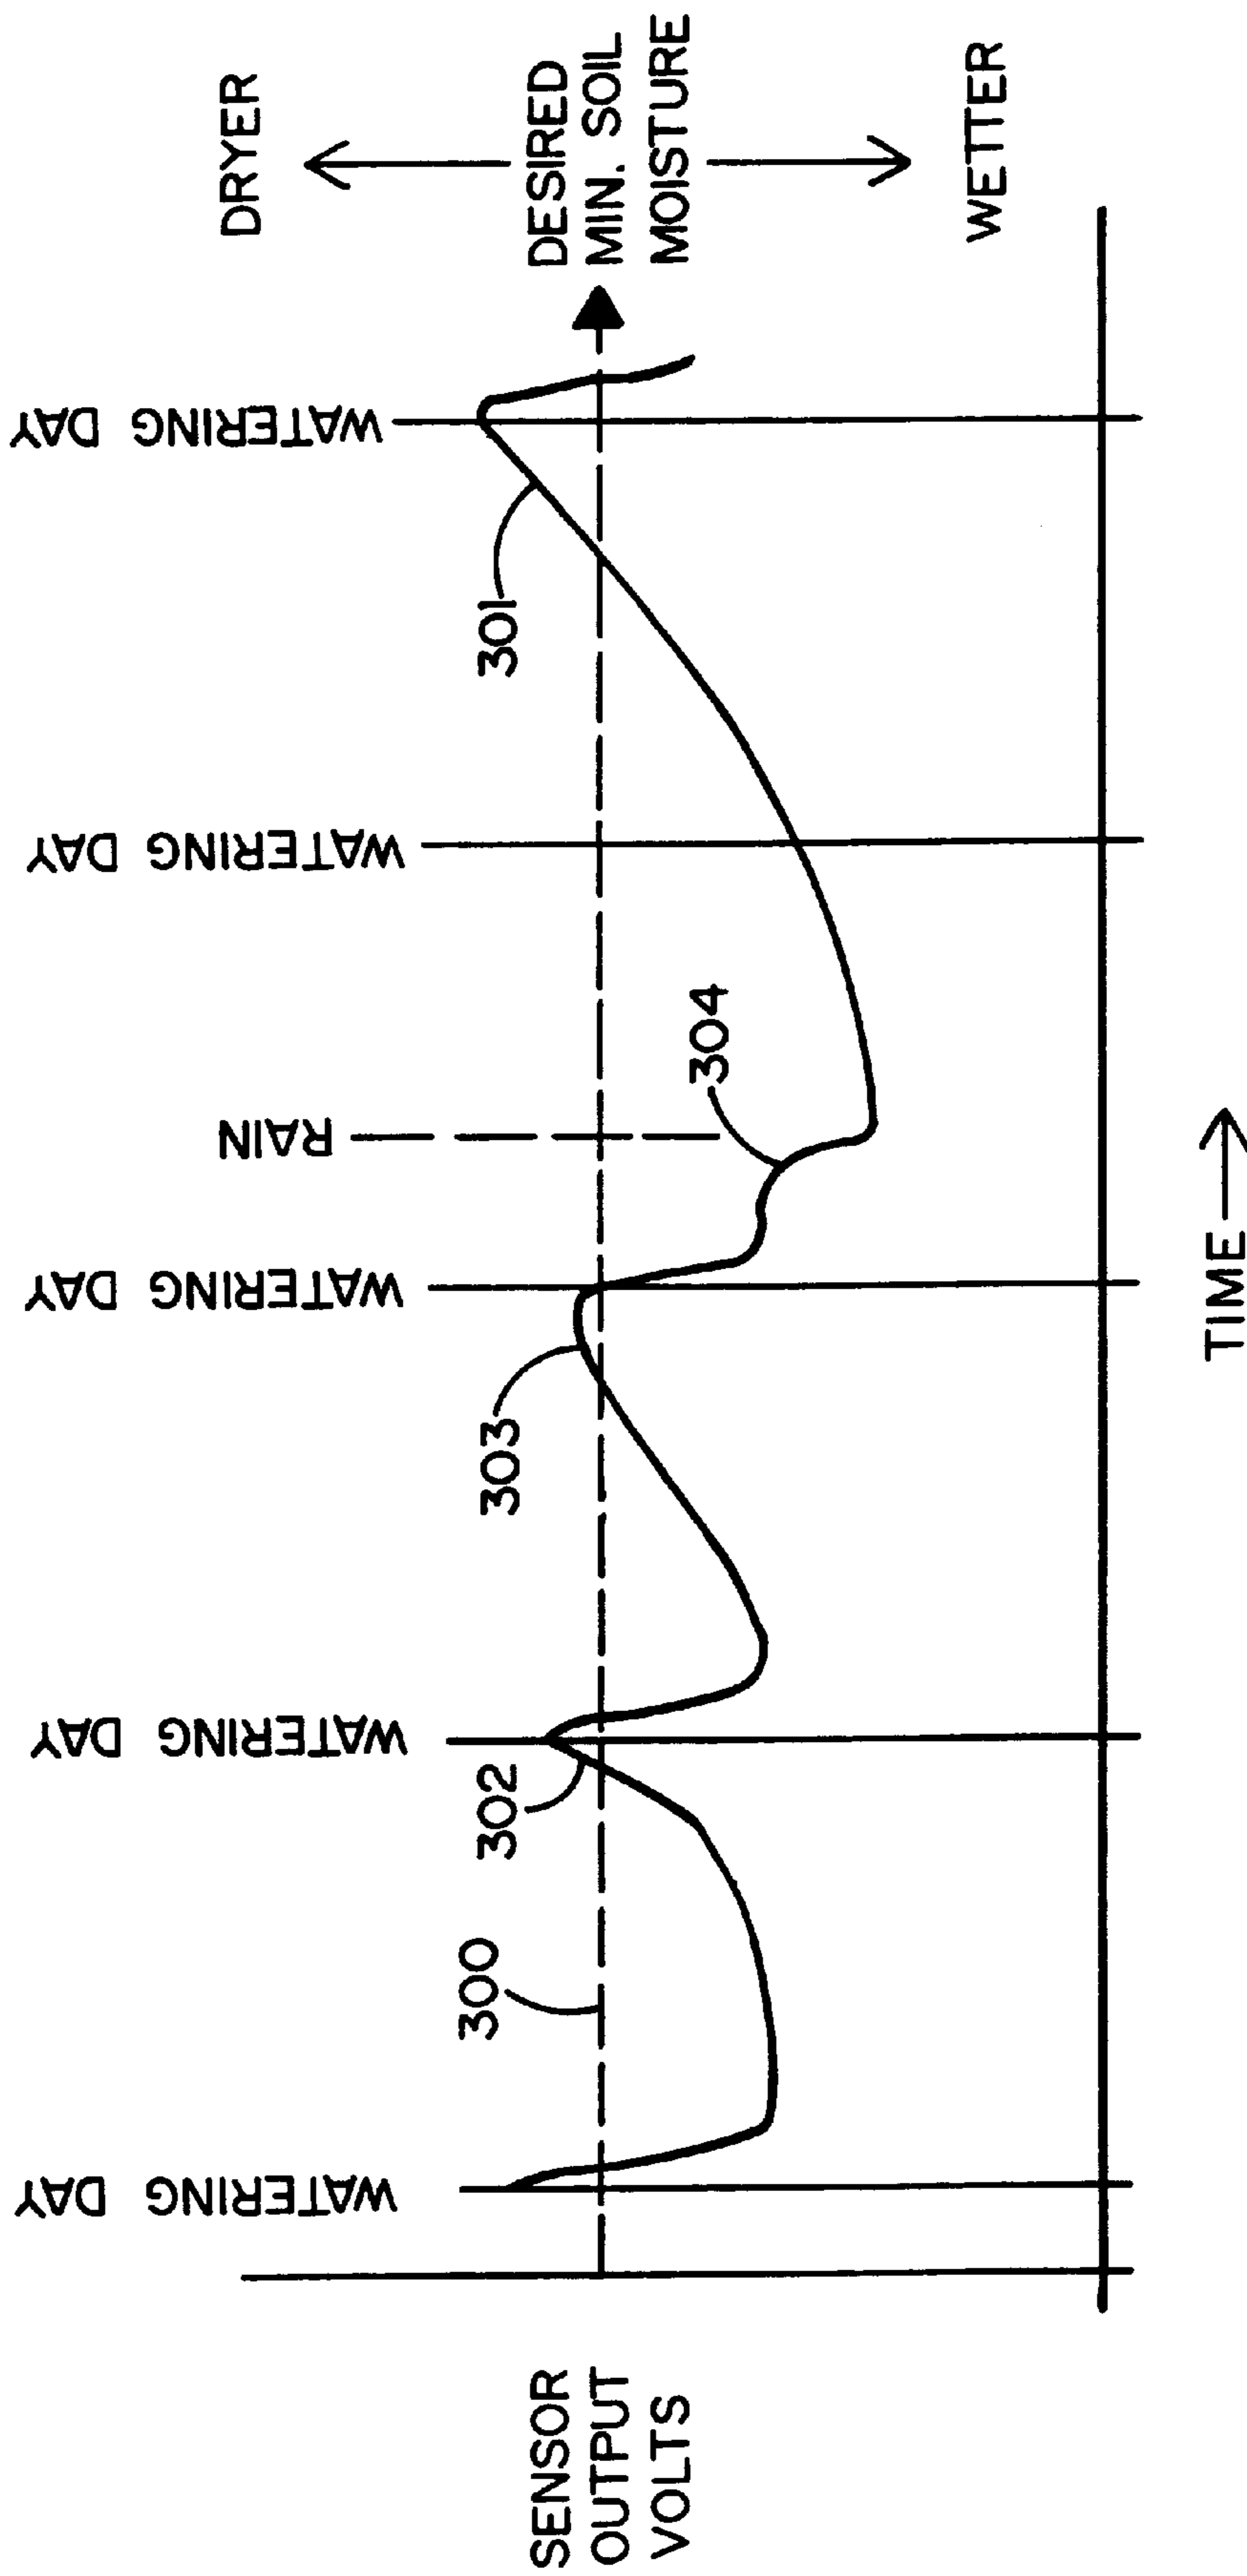 WATERING DAY
WATERING DAY
WATERING DAY
RAIN
WATERING DAY
WATERING DAY
DRYER
SENSOR
OUTPUT
VOLTS
300
302
303
304
301
DESIRED
MIN. SOIL
MOISTURE
WETTER
TIME